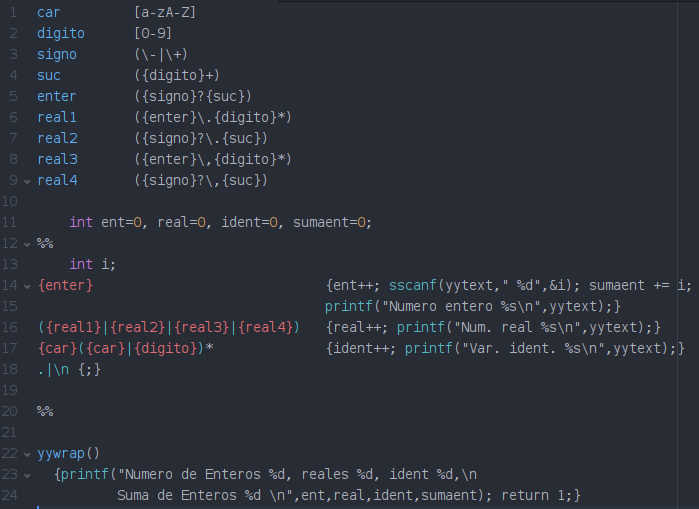 1 car [a-zA-Z]
2 digito [0-9]
3 signo (\-|\+)
4 suc ({digito}+)
5 enter ({signo}?{suc})
6 real1 ({enter}\.{digito}*)
7 real2 ({signo}?\.{suc})
8 real3 ({enter}\,{digito}*)
9 real4 ({signo}?\,{suc})
10
11 int ent=0, real=0, ident=0, sumaent=0;
12 %%
13 int i;
14 {enter} {ent++; sscanf(yytext," %d",&i); sumaent += i;
15 printf("Numero entero %s\n",yytext);}
16 ({real1}|{real2}|{real3}|{real4}) {real++; printf("Num. real %s\n",yytext);}
17 {car}({car}|{digito})* {ident++; printf("Var. ident. %s\n",yytext);}
18 .|\n {;}
19
20 %%
21
22 yywrap()
23 {printf("Numero de Enteros %d, reales %d, ident %d,\n
24 Suma de Enteros %d \n",ent,real,ident,sumaent); return 1;}